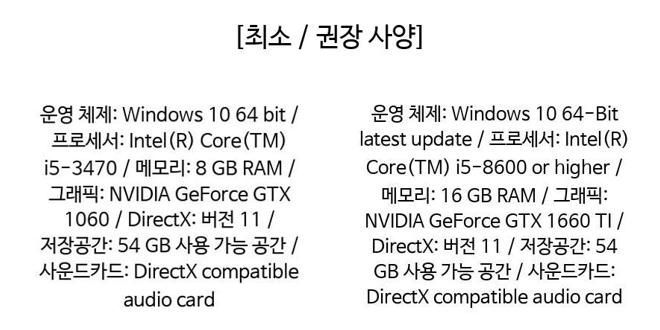 [최소 / 권장 사양]
운영 체제: Windows 10 64 bit /
프로세서: Intel(R) Core(TM)
i5-3470 / 메모리: 8 GB RAM /
그래픽: NVIDIA GeForce GTX
1060 / DirectX: 버전 11 /
저장공간: 54 GB 사용 가능 공간 /
사운드카드: DirectX compatible
audio card
운영 체제: Windows 10 64-Bit
latest update / 프로세서: Intel(R)
Core(TM) i5-8600 or higher /
메모리: 16 GB RAM / 그래픽:
NVIDIA GeForce GTX 1660 TI /
DirectX: 버전 11 / 저장공간: 54
GB 사용 가능 공간 / 사운드카드:
DirectX compatible audio card